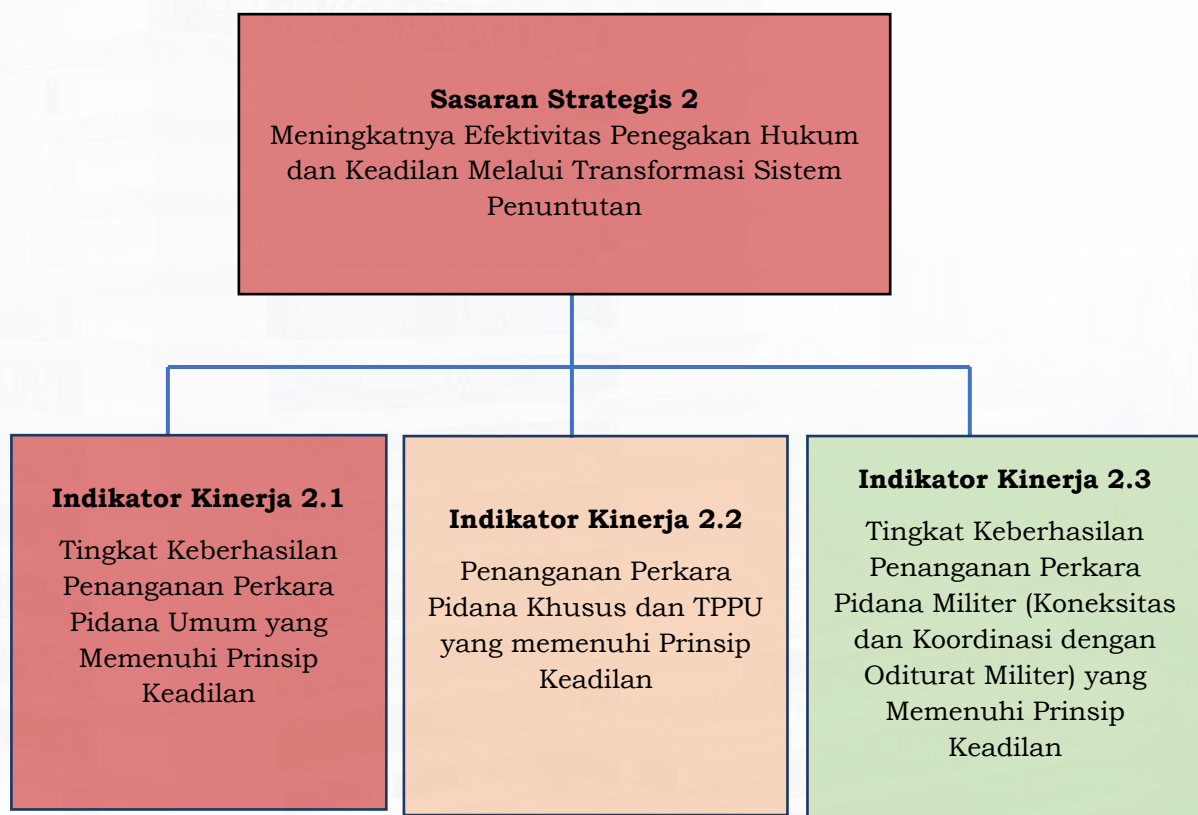 Sasaran Strategis 2
Meningkatnya Efektivitas Penegakan Hukum
dan Keadilan Melalui Transformasi Sistem
Penuntutan
Indikator Kinerja 2.1
Tingkat Keberhasilan
Penanganan Perkara
Pidana Umum yang
Memenuhi Prinsip
Keadilan
Indikator Kinerja 2.2
Penanganan Perkara
Pidana Khusus dan TPPU
yang memenuhi Prinsip
Keadilan
Indikator Kinerja 2.3
Tingkat Keberhasilan
Penanganan Perkara
Pidana Militer (Koneksitas
dan Koordinasi dengan
Oditurat Militer) yang
Memenuhi Prinsip
Keadilan